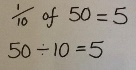 1/10 of 50 = 5
50 ÷ 10 = 5